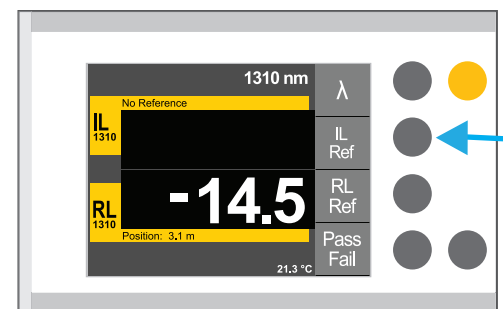 1310 nm
λ
No Reference
IL
1310
IL
Ref
RL
1310
-14.5
RL
Ref
Position: 3.1 m
Pass
Fail
21.3 °C